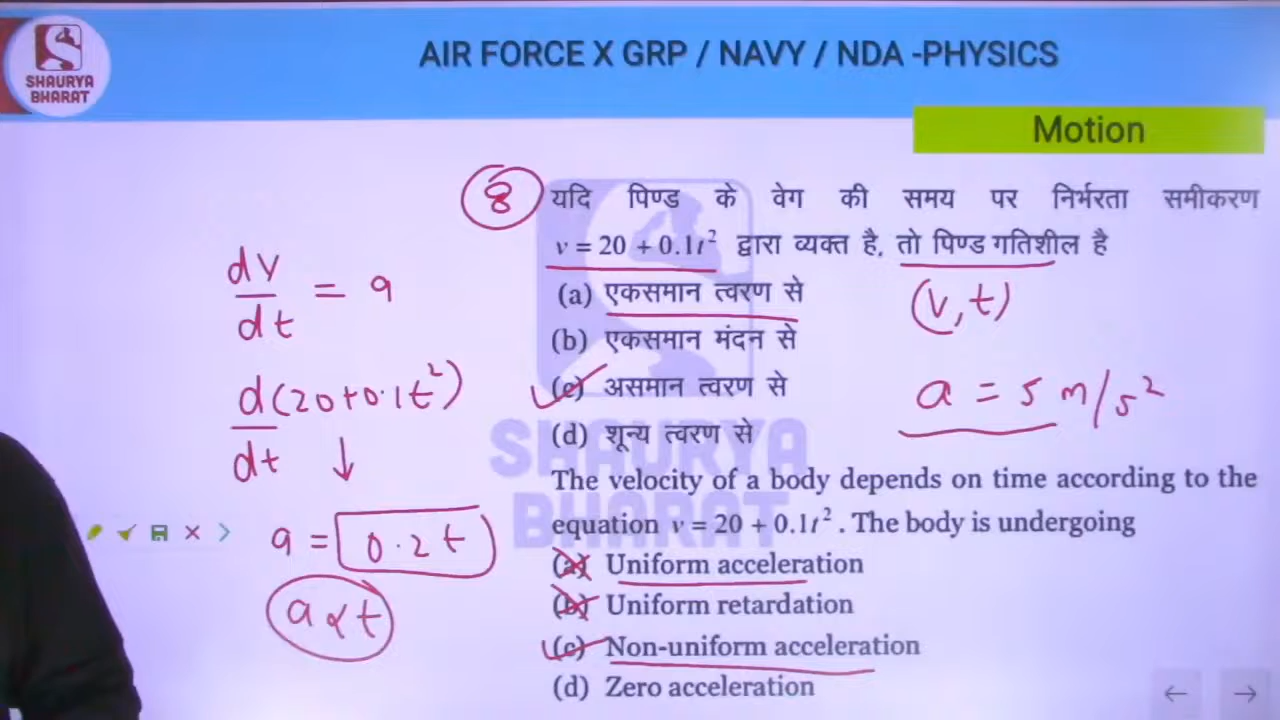 SHAURYA
BHARAT
AIR FORCE X GRP / NAVY / NDA -PHYSICS
Motion
8 यदि पिण्ड के वेग की समय पर निर्भरता समीकरण
v = 20 + 0.1t² द्वारा व्यक्त है, तो पिण्ड गतिशील है
(a) एकसमान त्वरण से
(b) एकसमान मंदन से
(c) असमान त्वरण से
(d) शून्य त्वरण से
The velocity of a body depends on time according to the
equation v = 20 + 0.1t². The body is undergoing
(a) Uniform acceleration
(b) Uniform retardation
(c) Non-uniform acceleration
(d) Zero acceleration
dv/dt = a
d(20+0.1t²)
dt
a = 0.2t
a ∝ t
(v, t)
a = 5 m/s²
SHAURYA
BHARAT